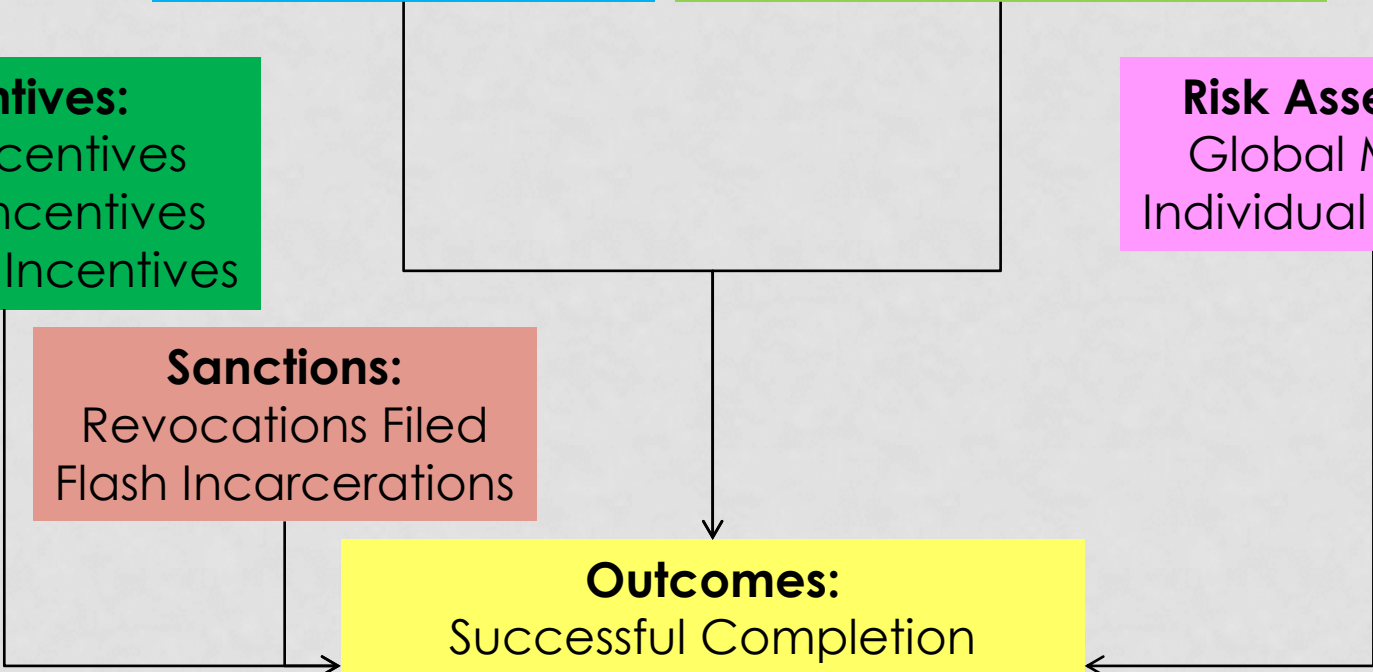 ntives:
centives
ncentives
Incentives
Risk Asse
Global M
Individual
Sanctions:
Revocations Filed
Flash Incarcerations
Outcomes:
Successful Completion